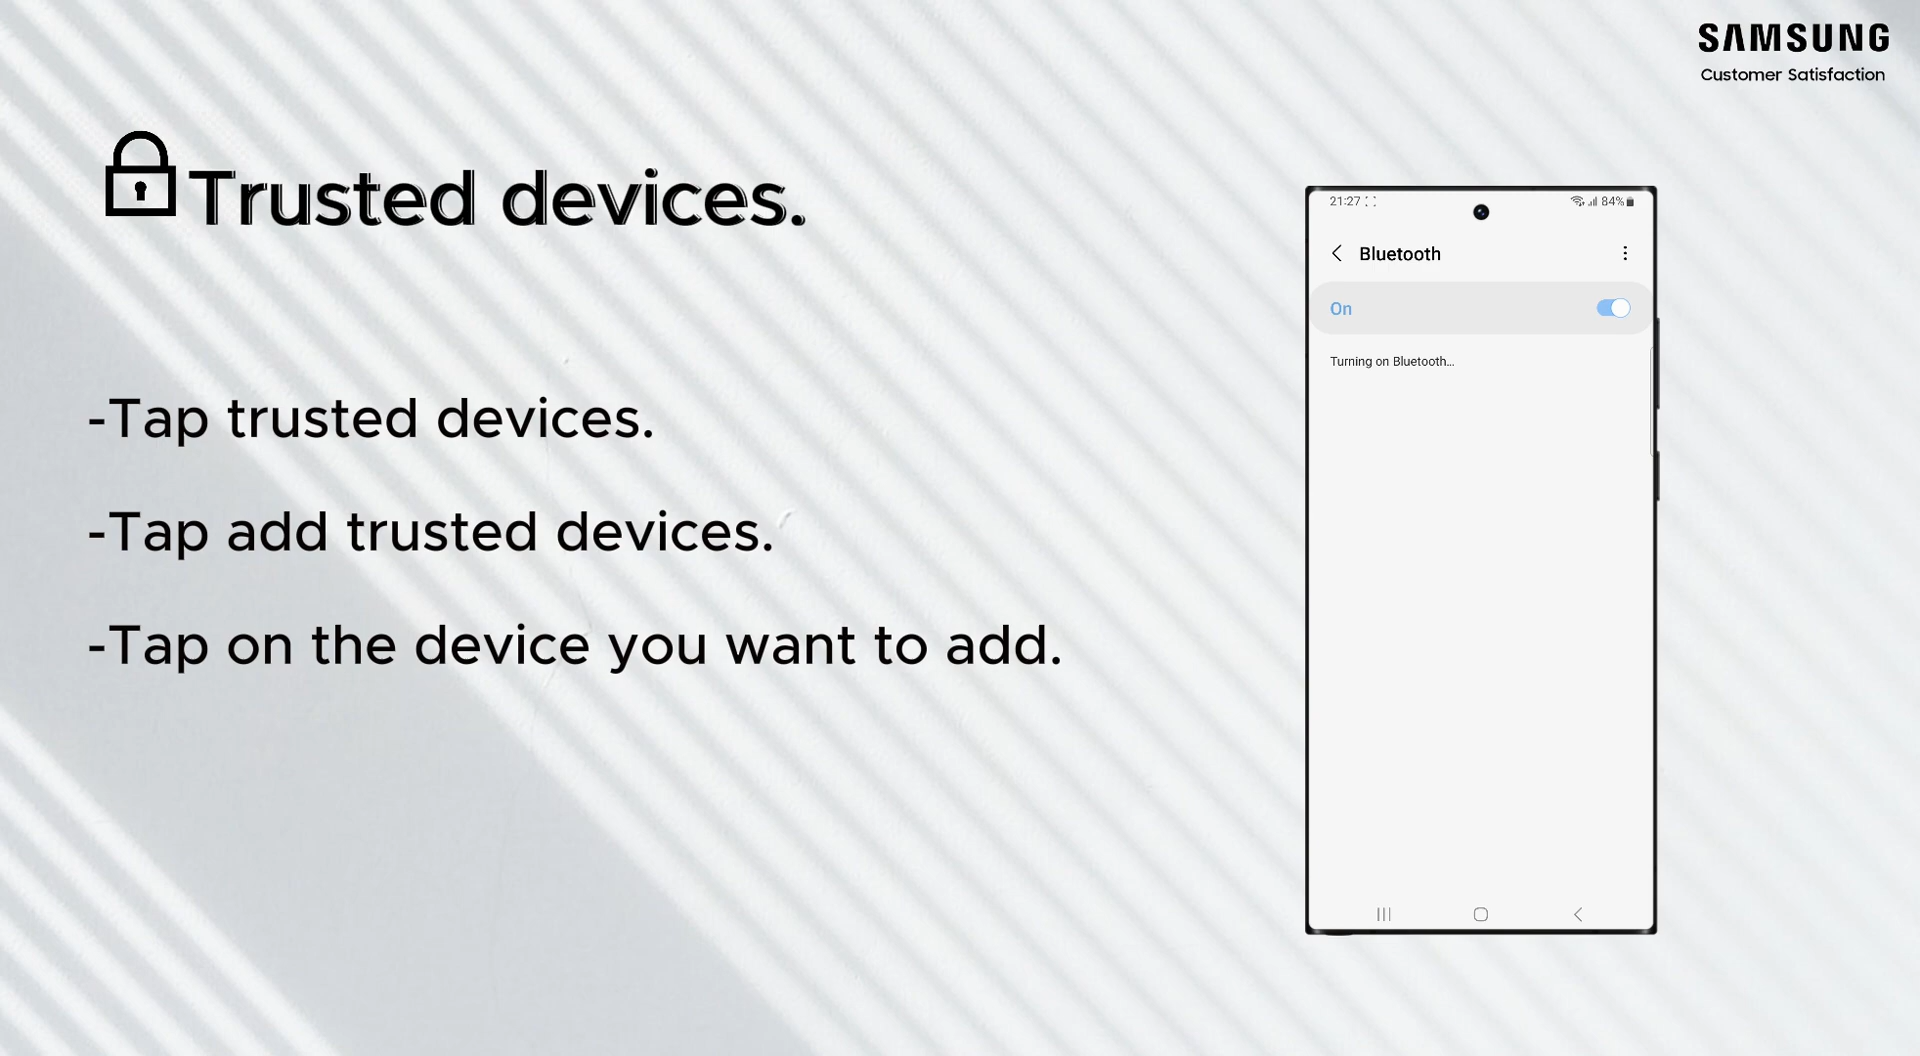 SAMSUNG
Customer Satisfaction
Trusted devices.
-Tap trusted devices.
-Tap add trusted devices.
-Tap on the device you want to add.
21:27 84%
Bluetooth
On
Turning on Bluetooth...